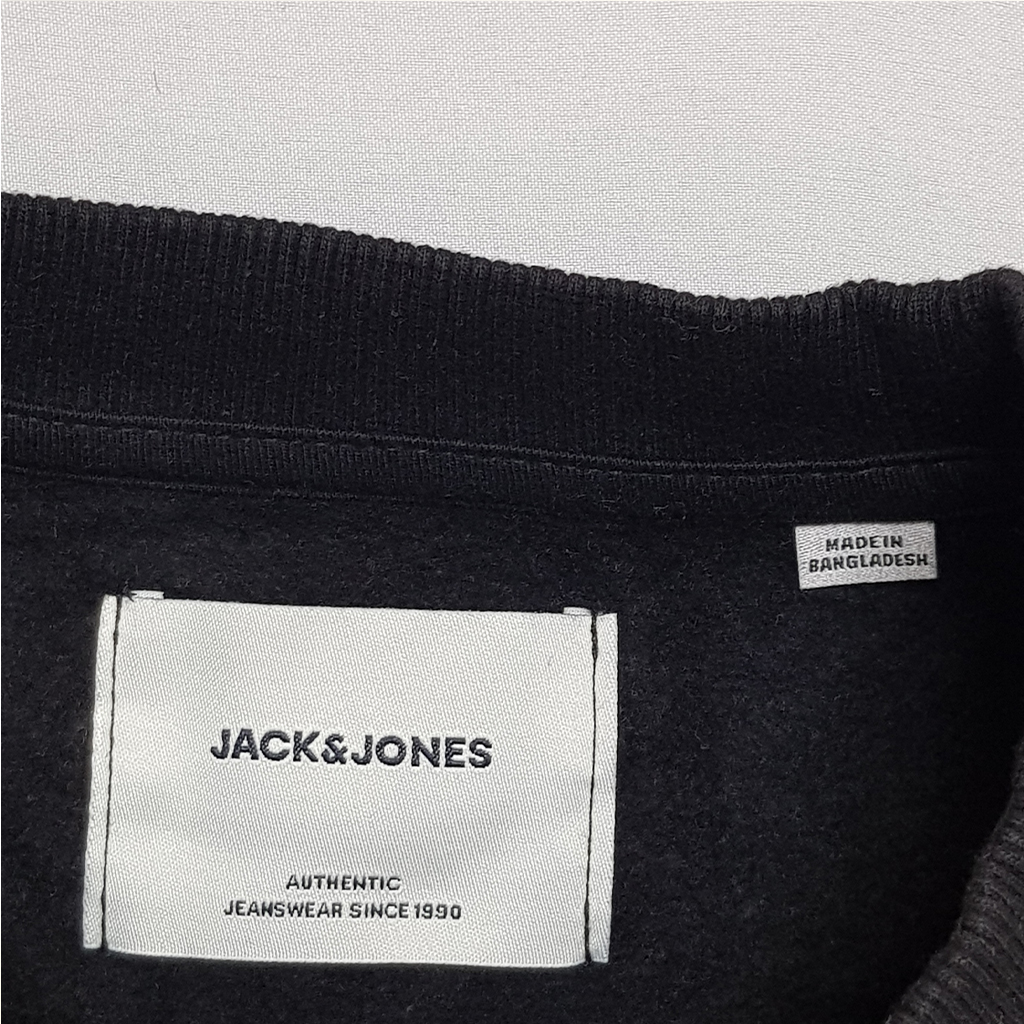 MADE IN
BANGLADESH
JACK&JONES
AUTHENTIC
JEANSWEAR SINCE 1990